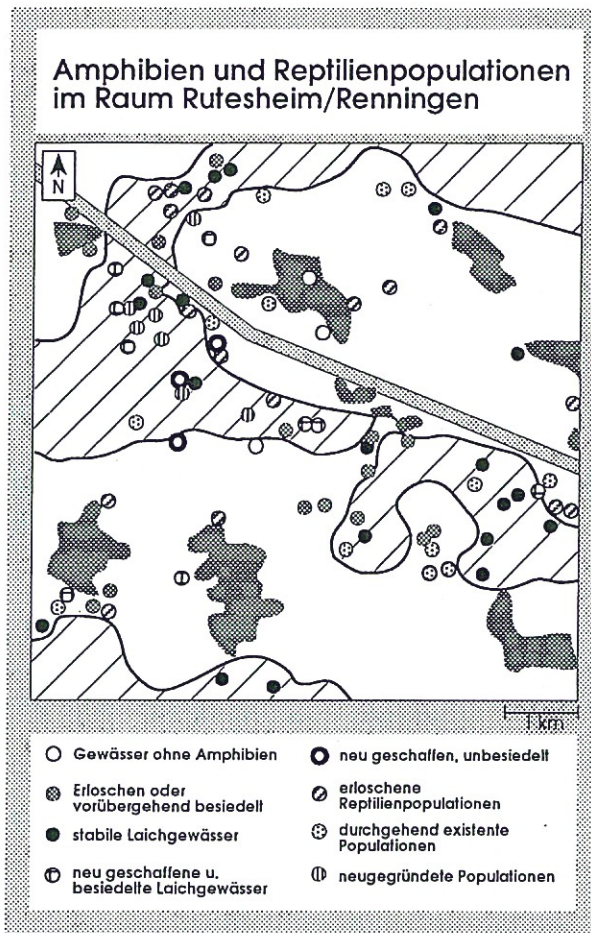 Amphibien und Reptilienpopulationen
im Raum Rutesheim/Renningen
N
1 km
Gewässer ohne Amphibien
Erloschen oder
vorübergehend besiedelt
stabile Laichgewässer
neu geschaffene u.
besiedelte Laichgewässer
neu geschaffen, unbesiedelt
erloschene
Reptilienpopulationen
durchgehend existente
Populationen
neugegründete Populationen